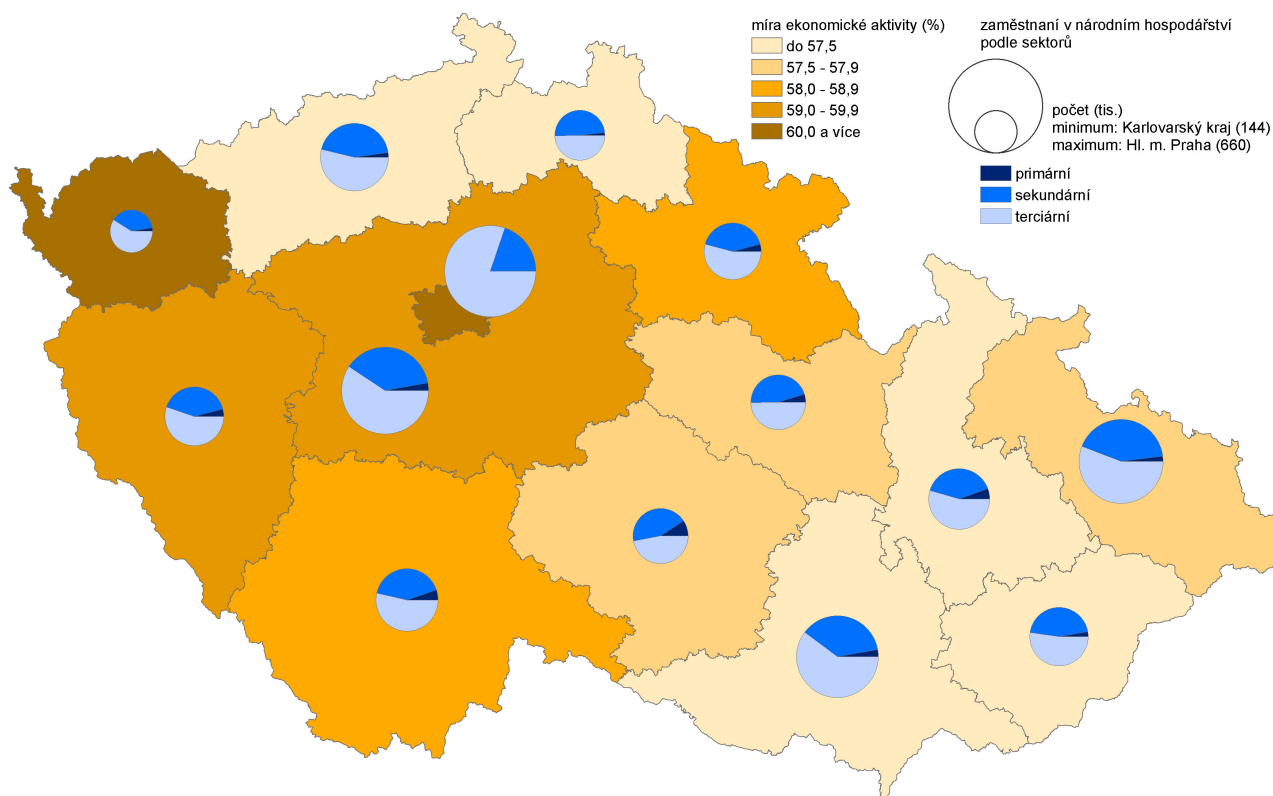 míra ekonomické aktivity (%)
do 57,5
57,5 - 57,9
58,0 - 58,9
59,0 - 59,9
60,0 a více
zaměstnaní v národním hospodářství
podle sektorů
počet (tis.)
minimum: Karlovarský kraj (144)
maximum: Hl. m. Praha (660)
primární
sekundární
terciární